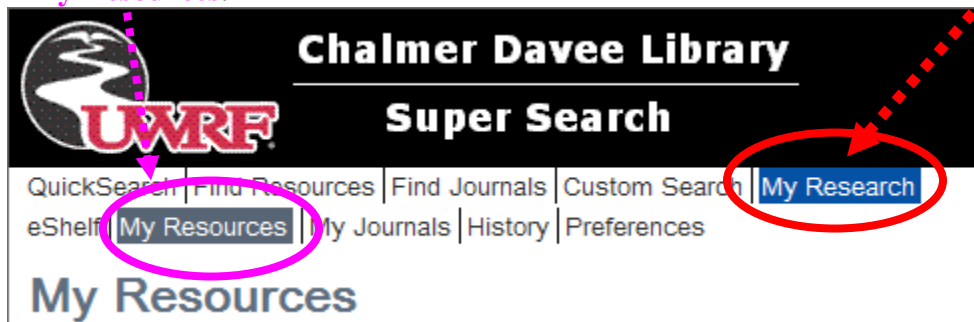 Chalmer Davee Library
Super Search
UWRF
QuickSearch Find Resources Find Journals Custom Search My Research
eShelf My Resources My Journals History Preferences
My Resources